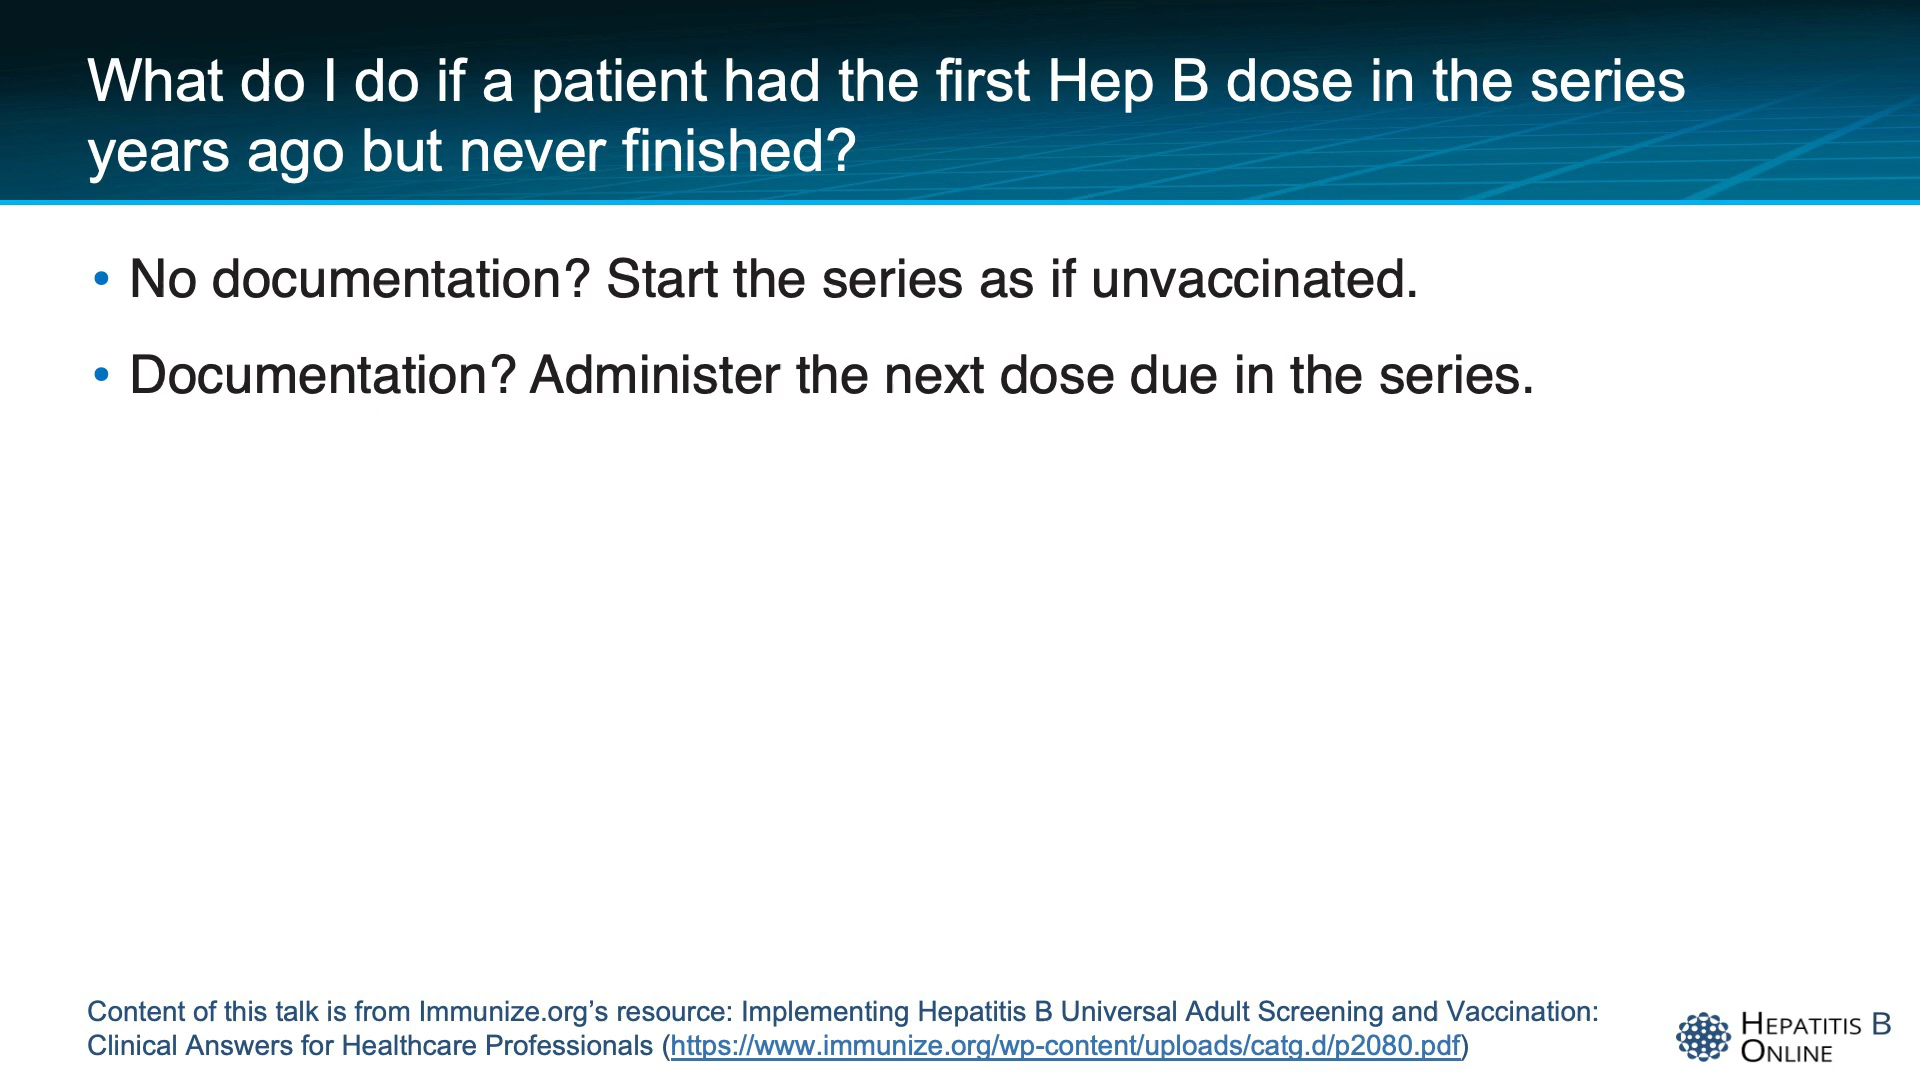 What do I do if a patient had the first Hep B dose in the series
years ago but never finished?
• No documentation? Start the series as if unvaccinated.
• Documentation? Administer the next dose due in the series.
Content of this talk is from Immunize.org’s resource: Implementing Hepatitis B Universal Adult Screening and Vaccination:
Clinical Answers for Healthcare Professionals (https://www.immunize.org/wp-content/uploads/catg.d/p2080.pdf)
HEPATITIS B
ONLINE